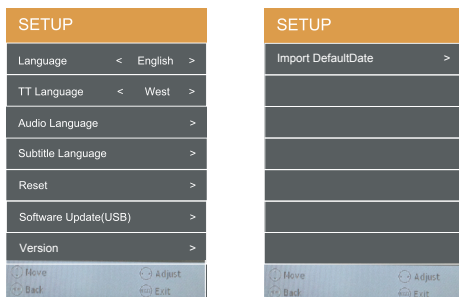 SETUP
Language < English >
TT Language < West >
Audio Language >
Subtitle Language >
Reset >
Software Update(USB) >
Version >
Move Adjust
Back Exit
SETUP
Import DefaultDate >
Move Adjust
Back Exit